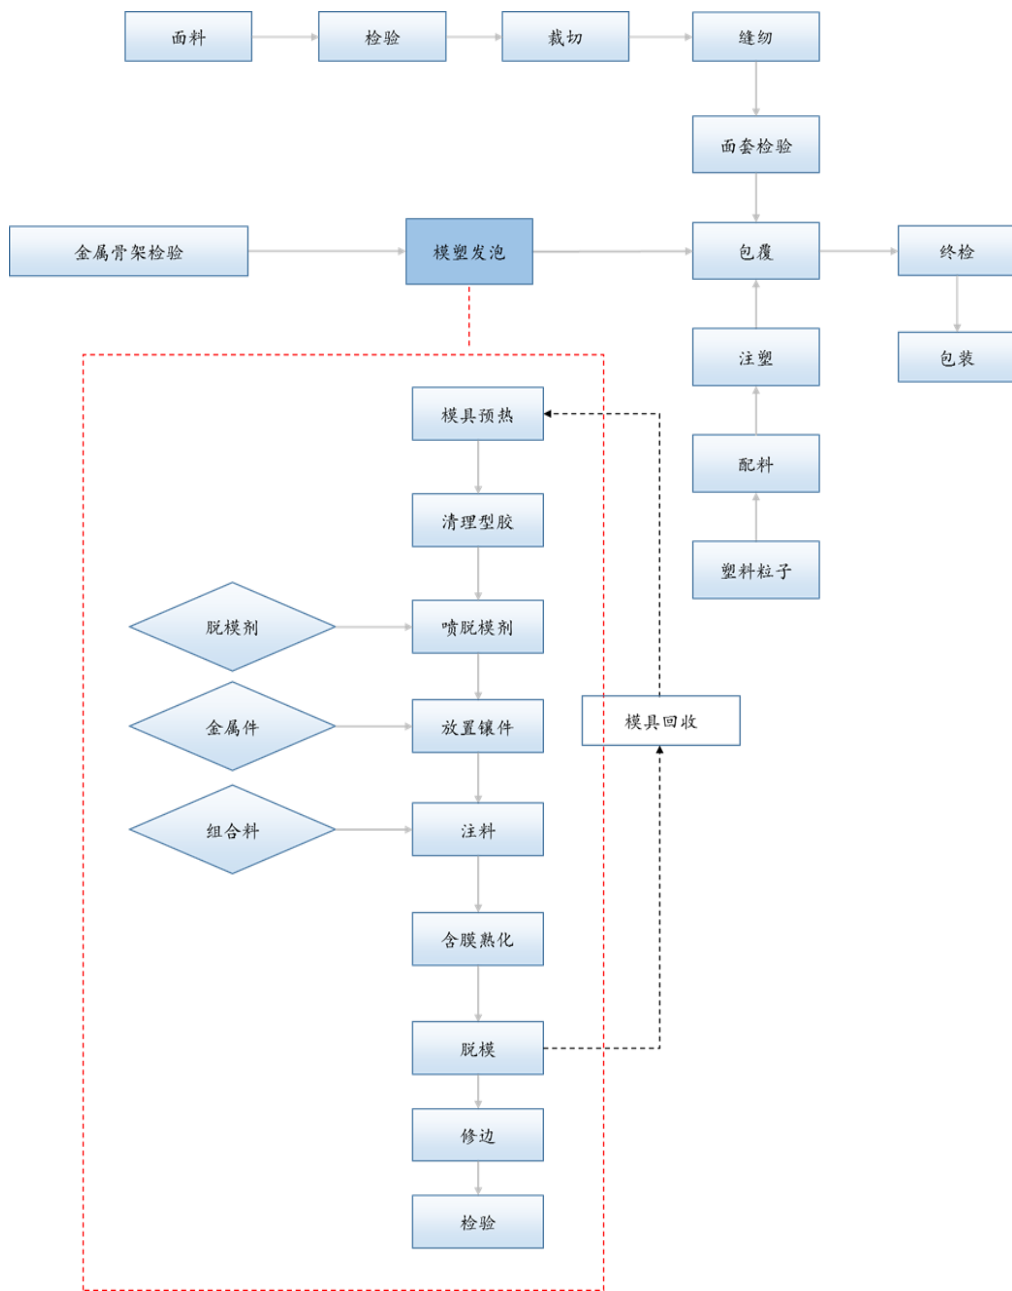 面料
检验
裁切
缝纫
面套检验
金属骨架检验
模塑发泡
包覆
终检
注塑
包装
模具预热
配料
清理型胶
塑料粒子
脱模剂
喷脱模剂
金属件
放置镶件
模具回收
组合料
注料
含膜熟化
脱模
修边
检验